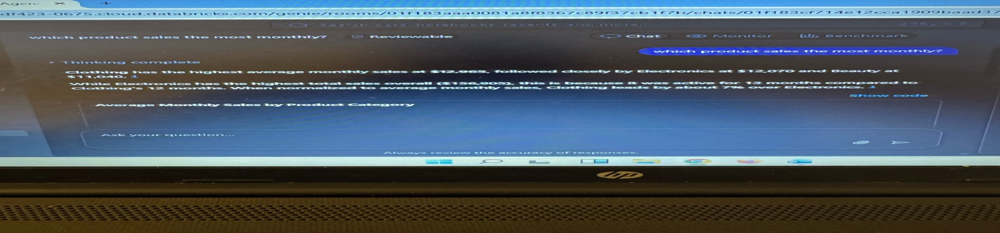 Agen
df423-0675.cloud.databricks.com/genie/rooms/01f183aaa0081a8f8367c89f37cb1f7b/chats/01f183cf714e12cca1909baad37
Search data, notebooks, recents, and more...
which product sales the most monthly?
Reviewable
Chat
Monitor
Benchmark
which product sales the most monthly?
Thinking complete
Clothing has the highest average monthly sales at $12,965, followed closely by Electronics at $12,070 and Beauty at
$11,040. 1
While Electronics has the highest total sales overall ($156,905), this is because it was active for 13 months compared to
Clothing's 12 months. When normalized to average monthly sales, Clothing leads by about 7% over Electronics. 1
Show code
Average Monthly Sales by Product Category
Ask your question...
Always review the accuracy of responses.
hp